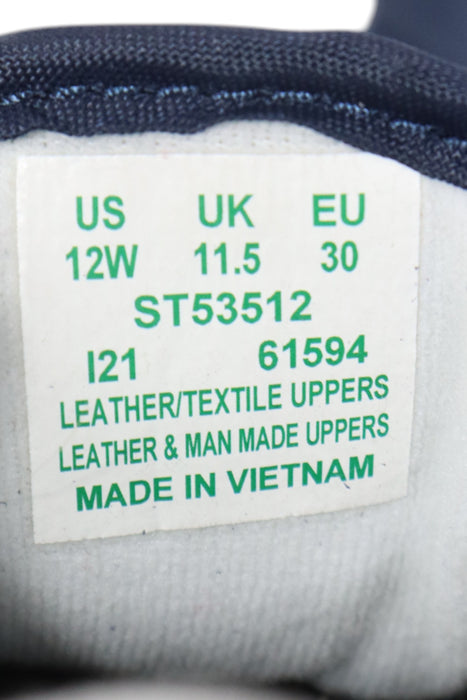 US UK EU
12W 11.5 30
ST53512
I21 61594
LEATHER/TEXTILE UPPERS
LEATHER & MAN MADE UPPERS
MADE IN VIETNAM